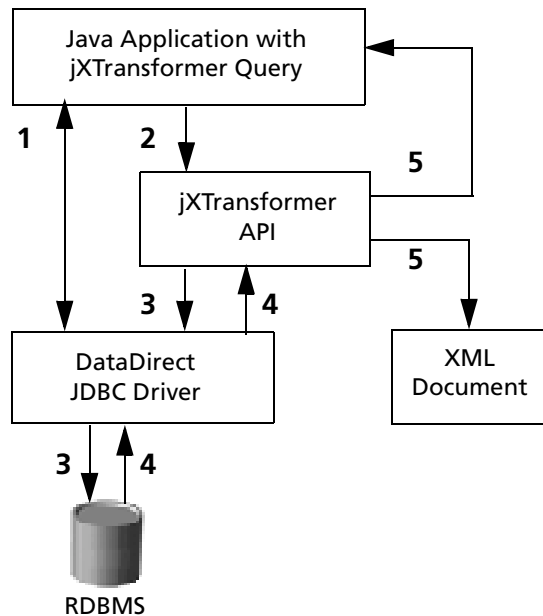 Java Application with
jXTransformer Query
1
2
5
jXTransformer
API
5
3
4
DataDirect
JDBC Driver
XML
Document
3
4
RDBMS